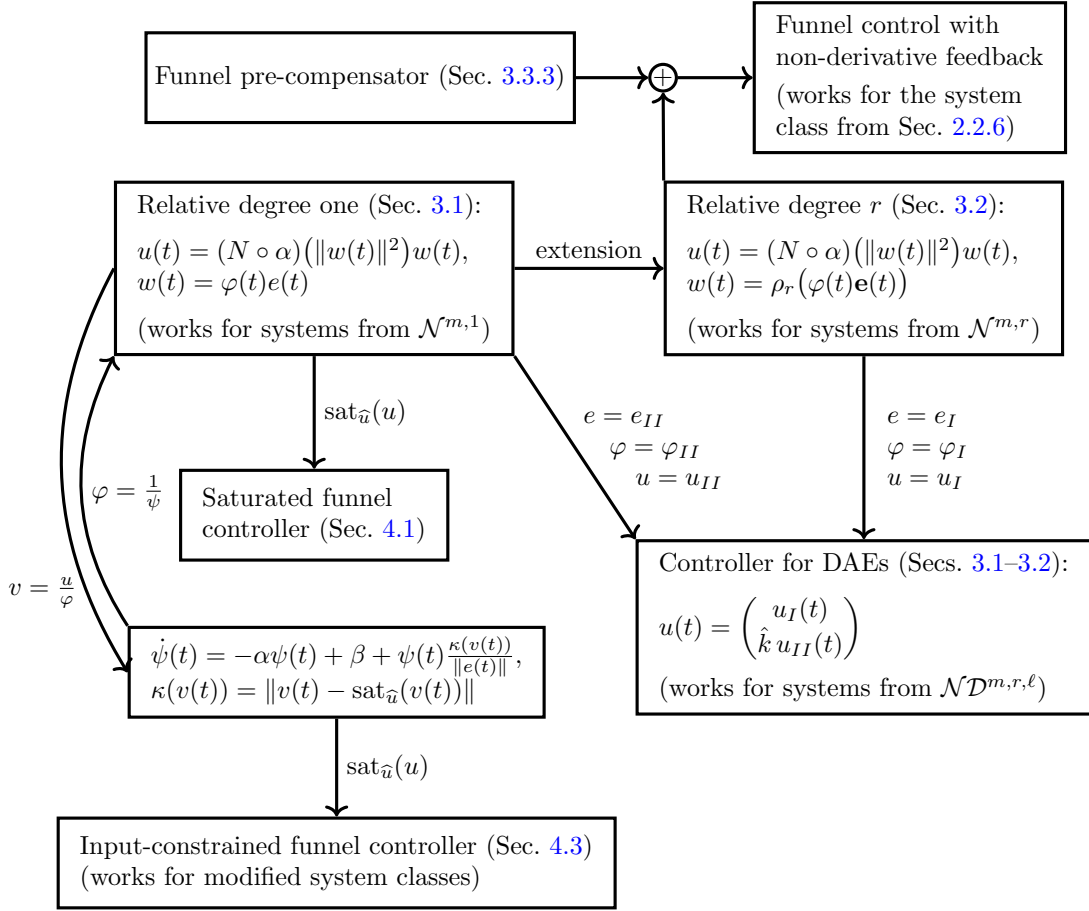 Funnel pre-compensator (Sec. 3.3.3)
+
Funnel control with
non-derivative feedback
(works for the system
class from Sec. 2.2.6)
Relative degree one (Sec. 3.1):
u(t) = (N ∘ α)(‖w(t)‖²)w(t),
w(t) = φ(t)e(t)
(works for systems from 𝒩^{m,1})
extension
Relative degree r (Sec. 3.2):
u(t) = (N ∘ α)(‖w(t)‖²)w(t),
w(t) = ρ_r(φ(t)𝐞(t))
(works for systems from 𝒩^{m,r})
sat_û(u)
e = e_{II}
φ = φ_{II}
u = u_{II}
e = e_I
φ = φ_I
u = u_I
φ = 1/ψ
v = u/φ
Saturated funnel
controller (Sec. 4.1)
Controller for DAEs (Secs. 3.1–3.2):
u(t) = ( u_I(t)
k̂ u_{II}(t) )
(works for systems from 𝒩𝒟^{m,r,ℓ})
ψ̇(t) = −αψ(t) + β + ψ(t) κ(v(t))/‖e(t)‖,
κ(v(t)) = ‖v(t) − sat_û(v(t))‖
sat_û(u)
Input-constrained funnel controller (Sec. 4.3)
(works for modified system classes)